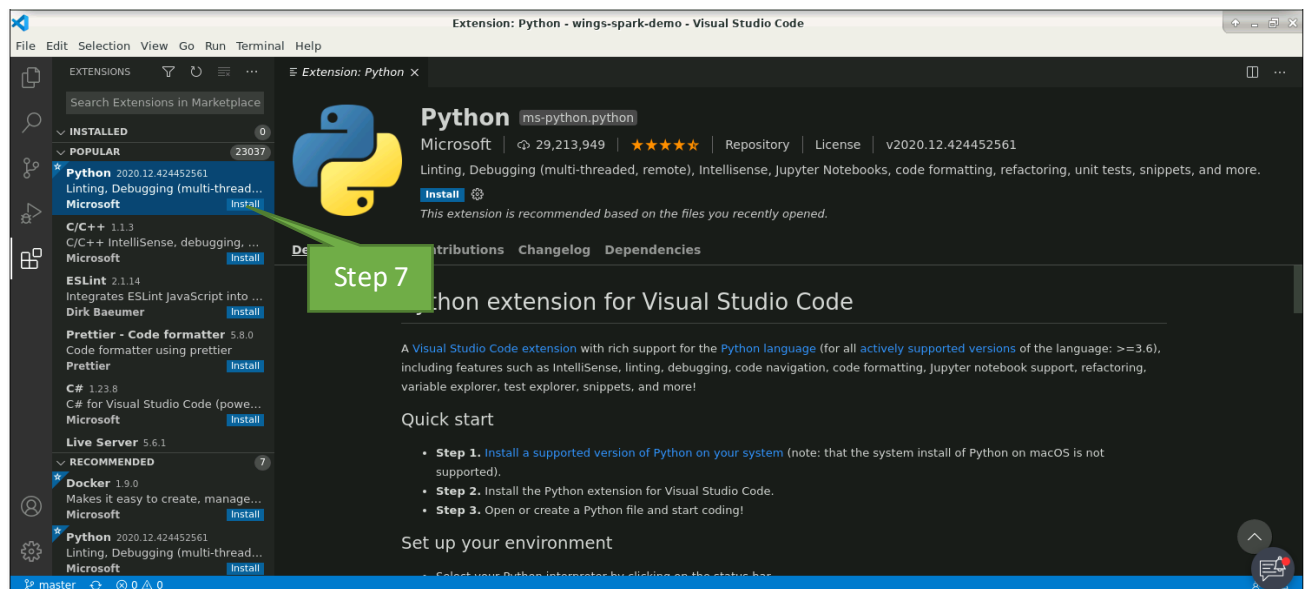 Extension: Python - wings-spark-demo - Visual Studio Code
File Edit Selection View Go Run Terminal Help
EXTENSIONS
Extension: Python
Search Extensions in Marketplace
INSTALLED 0
POPULAR 23037
Python 2020.12.424452561
Linting, Debugging (multi-thread...
Microsoft Install
C/C++ 1.1.3
C/C++ IntelliSense, debugging, ...
Microsoft Install
ESLint 2.1.14
Integrates ESLint JavaScript into ...
Dirk Baeumer Install
Prettier - Code formatter 5.8.0
Code formatter using prettier
Prettier Install
C# 1.23.8
C# for Visual Studio Code (powe...
Microsoft Install
Live Server 5.6.1
RECOMMENDED 7
Docker 1.9.0
Makes it easy to create, manage...
Microsoft Install
Python 2020.12.424452561
Linting, Debugging (multi-thread...
Microsoft Install
Python ms-python.python
Microsoft 29,213,949 Repository License v2020.12.424452561
Linting, Debugging (multi-threaded, remote), Intellisense, Jupyter Notebooks, code formatting, refactoring, unit tests, snippets, and more.
Install
This extension is recommended based on the files you recently opened.
De ntributions Changelog Dependencies
Step 7
ython extension for Visual Studio Code
A Visual Studio Code extension with rich support for the Python language (for all actively supported versions of the language: >=3.6),
including features such as IntelliSense, linting, debugging, code navigation, code formatting, Jupyter notebook support, refactoring,
variable explorer, test explorer, snippets, and more!
Quick start
• Step 1. Install a supported version of Python on your system (note: that the system install of Python on macOS is not
supported).
• Step 2. Install the Python extension for Visual Studio Code.
• Step 3. Open or create a Python file and start coding!
Set up your environment
• Select your Python interpreter by clicking on the status bar
master 0 0